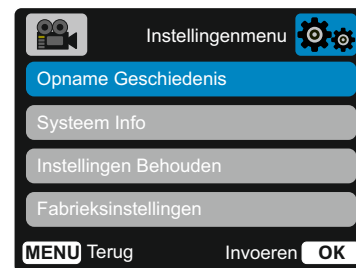 Instellingenmenu
Opname Geschiedenis
Systeem Info
Instellingen Behouden
Fabrieksinstellingen
MENU Terug Invoeren OK